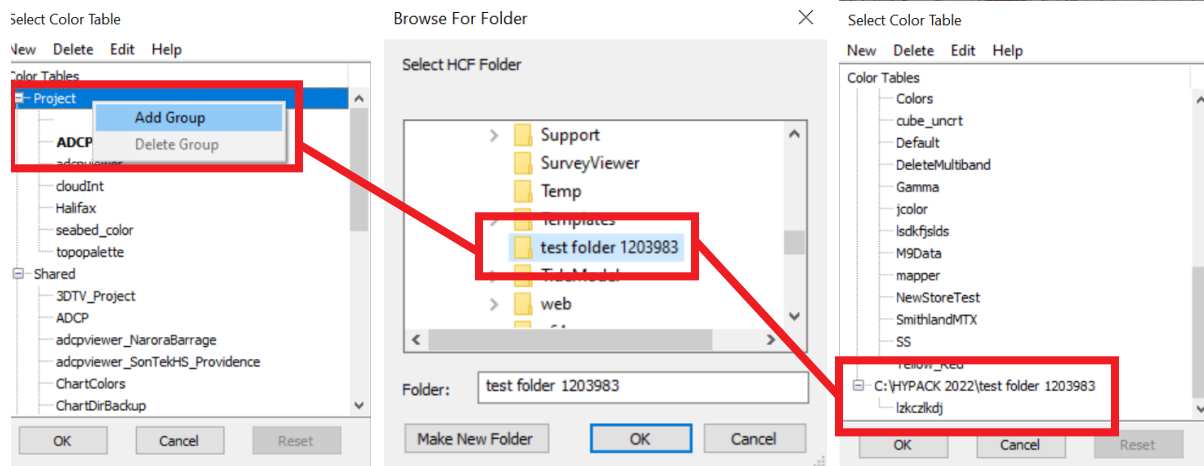 Select Color Table
New Delete Edit Help
Color Tables
Project
Add Group
ADCP
Delete Group
adcpviewer
cloudInt
Halifax
seabed_color
topopalette
Shared
3DTV_Project
ADCP
adcpviewer_NaroraBarrage
adcpviewer_SonTekHS_Providence
ChartColors
ChartDirBackup
OK Cancel Reset
Browse For Folder
Select HCF Folder
Support
SurveyViewer
Temp
Templates
test folder 1203983
TideModel
web
Folder: test folder 1203983
Make New Folder OK Cancel
Select Color Table
New Delete Edit Help
Color Tables
Colors
cube_uncrt
Default
DeleteMultiband
Gamma
jcolor
lsdkfjslds
M9Data
mapper
NewStoreTest
SmithlandMTX
SS
Yellow_Red
C:\HYPACK 2022\test folder 1203983
lzkczlkdj
OK Cancel Reset